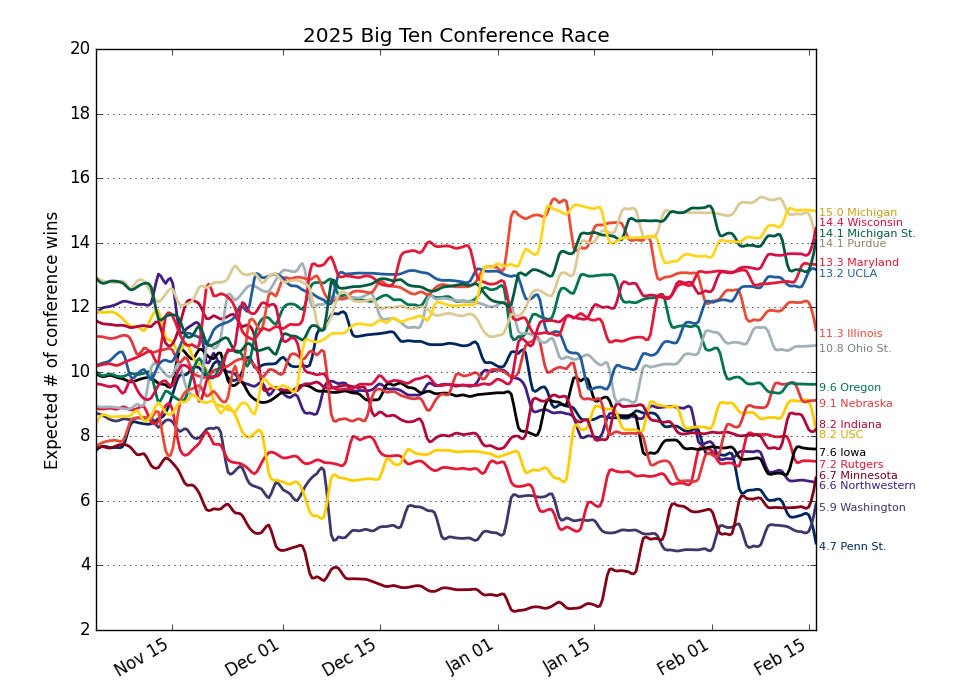 2025 Big Ten Conference Race
Expected # of conference wins
20
18
16
14
12
10
8
6
4
2
Nov 15
Dec 01
Dec 15
Jan 01
Jan 15
Feb 01
Feb 15
15.0 Michigan
14.4 Wisconsin
14.1 Michigan St.
14.1 Purdue
13.3 Maryland
13.2 UCLA
11.3 Illinois
10.8 Ohio St.
9.6 Oregon
9.1 Nebraska
8.2 Indiana
8.2 USC
7.6 Iowa
7.2 Rutgers
6.7 Minnesota
6.6 Northwestern
5.9 Washington
4.7 Penn St.